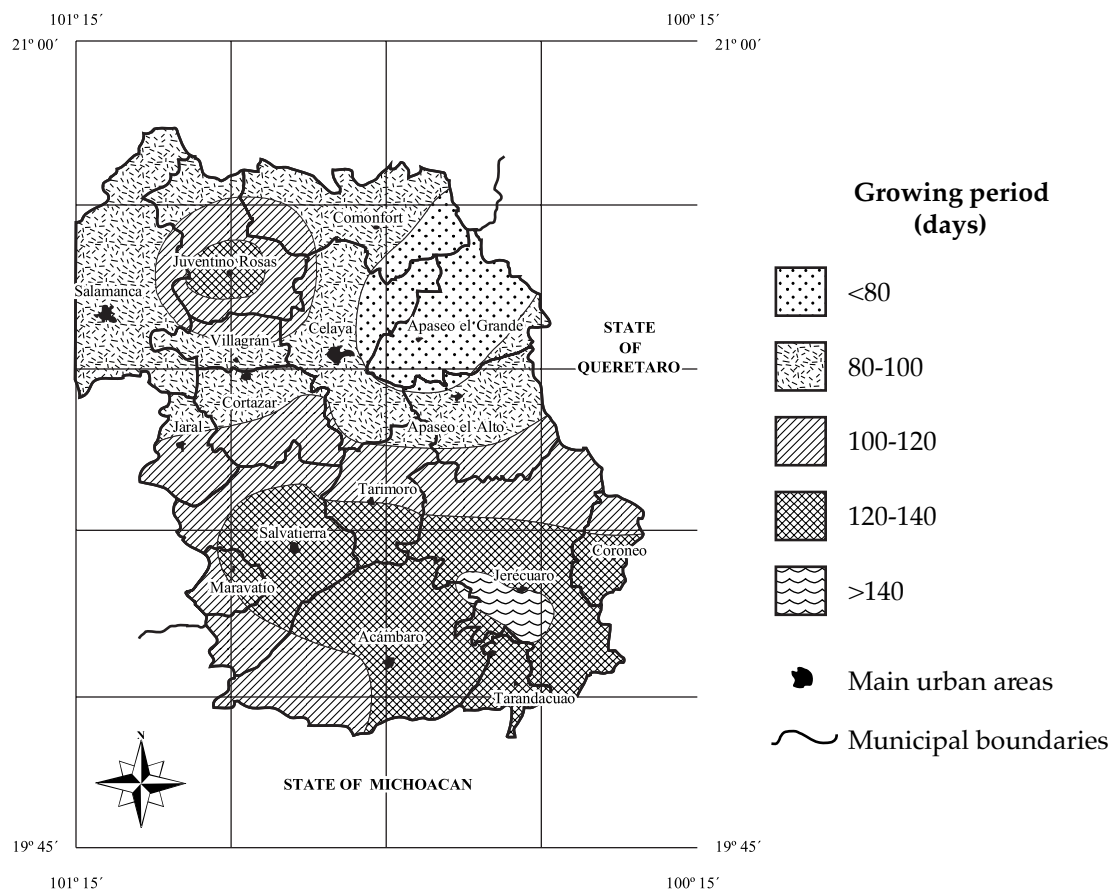 101º 15´
100º 15´
21º 00´
21º 00´
Comonfort
Juventino Rosas
Salamanca
Apaseo el Grande
Celaya
Villagrán
STATE
OF
QUERETARO
Cortazar
Jaral
Apaseo el Alto
Tarimoro
Salvatierra
Coroneo
Jerecuaro
Maravatio
Acámbaro
Tarandacuao
N
STATE OF MICHOACAN
19º 45´
19º 45´
101º 15´
100º 15´
Growing period
(days)
<80
80-100
100-120
120-140
>140
Main urban areas
Municipal boundaries